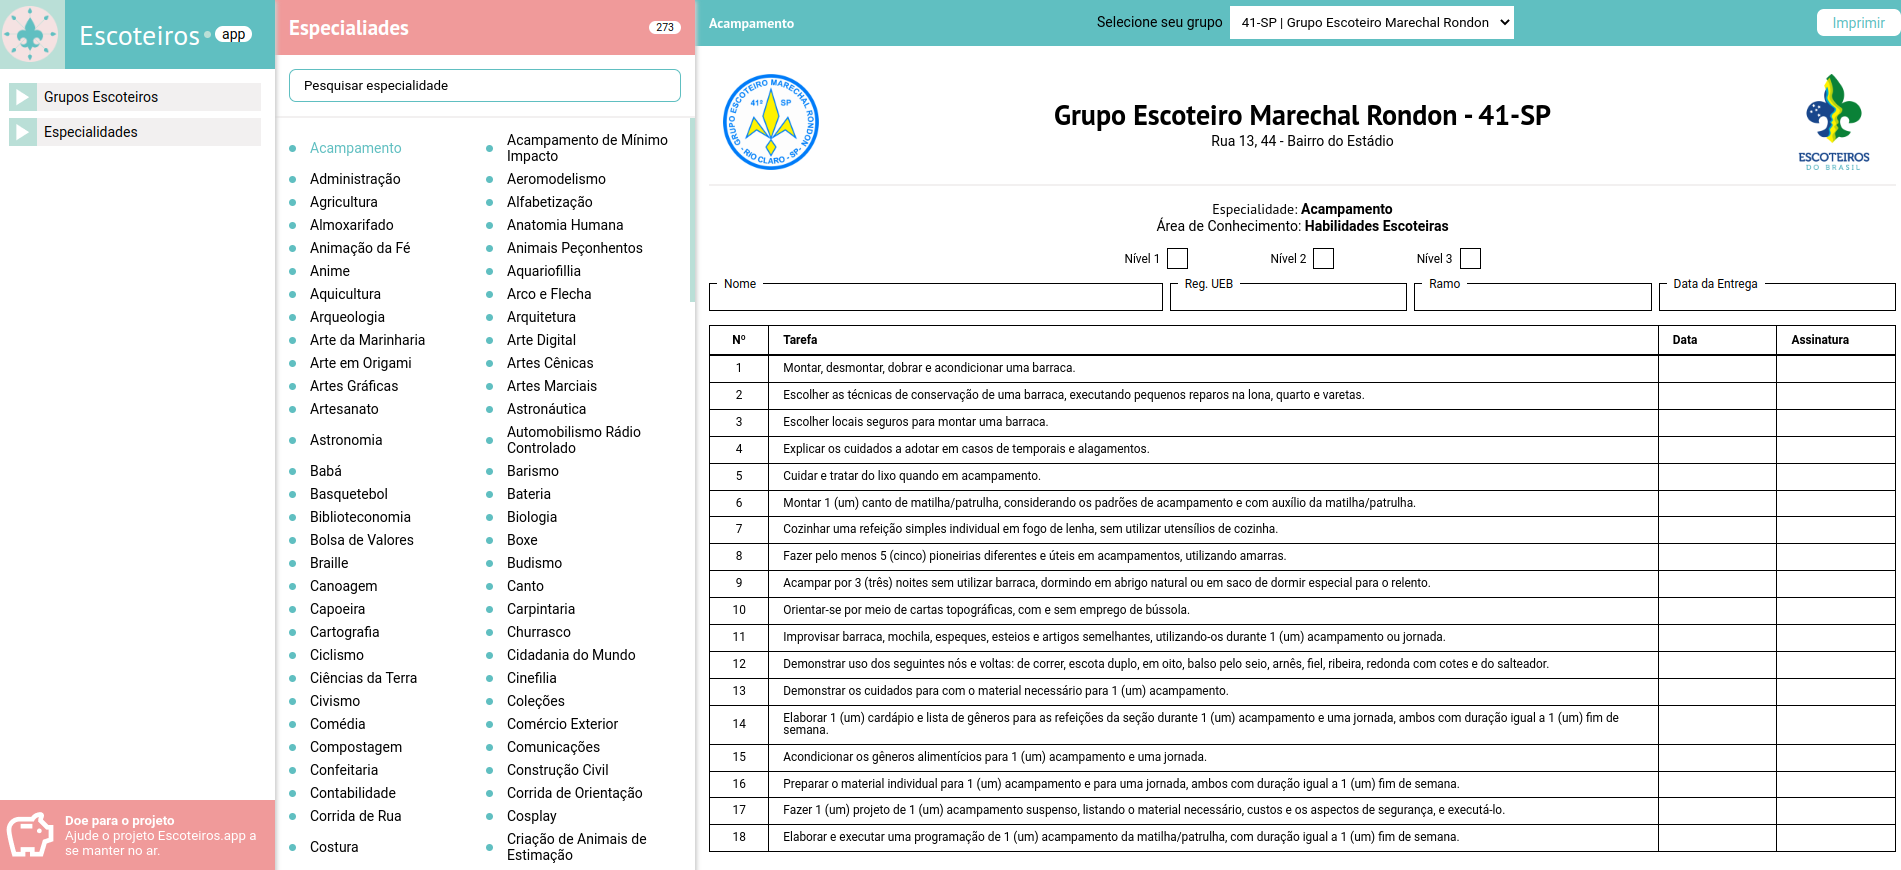 Escoteiros app
Grupos Escoteiros
Especialidades
Doe para o projeto
Ajude o projeto Escoteiros.app a
se manter no ar.
Especialiades
273
Pesquisar especialidade
Acampamento
Acampamento de Mínimo
Impacto
Administração
Aeromodelismo
Agricultura
Alfabetização
Almoxarifado
Anatomia Humana
Animação da Fé
Animais Peçonhentos
Anime
Aquariofillia
Aquicultura
Arco e Flecha
Arqueologia
Arquitetura
Arte da Marinharia
Arte Digital
Arte em Origami
Artes Cênicas
Artes Gráficas
Artes Marciais
Artesanato
Astronáutica
Astronomia
Automobilismo Rádio
Controlado
Babá
Barismo
Basquetebol
Bateria
Biblioteconomia
Biologia
Bolsa de Valores
Boxe
Braille
Budismo
Canoagem
Canto
Capoeira
Carpintaria
Cartografia
Churrasco
Ciclismo
Cidadania do Mundo
Ciências da Terra
Cinefilia
Civismo
Coleções
Comédia
Comércio Exterior
Compostagem
Comunicações
Confeitaria
Construção Civil
Contabilidade
Corrida de Orientação
Corrida de Rua
Cosplay
Costura
Criação de Animais de
Estimação
Acampamento
Selecione seu grupo
41-SP | Grupo Escoteiro Marechal Rondon
Imprimir
GRUPO ESCOTEIRO MARECHAL RONDON
41º SP
- RIO CLARO - SP -
Grupo Escoteiro Marechal Rondon - 41-SP
Rua 13, 44 - Bairro do Estádio
ESCOTEIROS
DO BRASIL
Especialidade: Acampamento
Área de Conhecimento: Habilidades Escoteiras
Nível 1 Nível 2 Nível 3
Nome Reg. UEB Ramo Data da Entrega
Nº Tarefa Data Assinatura
1 Montar, desmontar, dobrar e acondicionar uma barraca.
2 Escolher as técnicas de conservação de uma barraca, executando pequenos reparos na lona, quarto e varetas.
3 Escolher locais seguros para montar uma barraca.
4 Explicar os cuidados a adotar em casos de temporais e alagamentos.
5 Cuidar e tratar do lixo quando em acampamento.
6 Montar 1 (um) canto de matilha/patrulha, considerando os padrões de acampamento e com auxílio da matilha/patrulha.
7 Cozinhar uma refeição simples individual em fogo de lenha, sem utilizar utensílios de cozinha.
8 Fazer pelo menos 5 (cinco) pioneirias diferentes e úteis em acampamentos, utilizando amarras.
9 Acampar por 3 (três) noites sem utilizar barraca, dormindo em abrigo natural ou em saco de dormir especial para o relento.
10 Orientar-se por meio de cartas topográficas, com e sem emprego de bússola.
11 Improvisar barraca, mochila, espeques, esteios e artigos semelhantes, utilizando-os durante 1 (um) acampamento ou jornada.
12 Demonstrar uso dos seguintes nós e voltas: de correr, escota duplo, em oito, balso pelo seio, arnês, fiel, ribeira, redonda com cotes e do salteador.
13 Demonstrar os cuidados para com o material necessário para 1 (um) acampamento.
14 Elaborar 1 (um) cardápio e lista de gêneros para as refeições da seção durante 1 (um) acampamento e uma jornada, ambos com duração igual a 1 (um) fim de
semana.
15 Acondicionar os gêneros alimentícios para 1 (um) acampamento e uma jornada.
16 Preparar o material individual para 1 (um) acampamento e para uma jornada, ambos com duração igual a 1 (um) fim de semana.
17 Fazer 1 (um) projeto de 1 (um) acampamento suspenso, listando o material necessário, custos e os aspectos de segurança, e executá-lo.
18 Elaborar e executar uma programação de 1 (um) acampamento da matilha/patrulha, com duração igual a 1 (um) fim de semana.